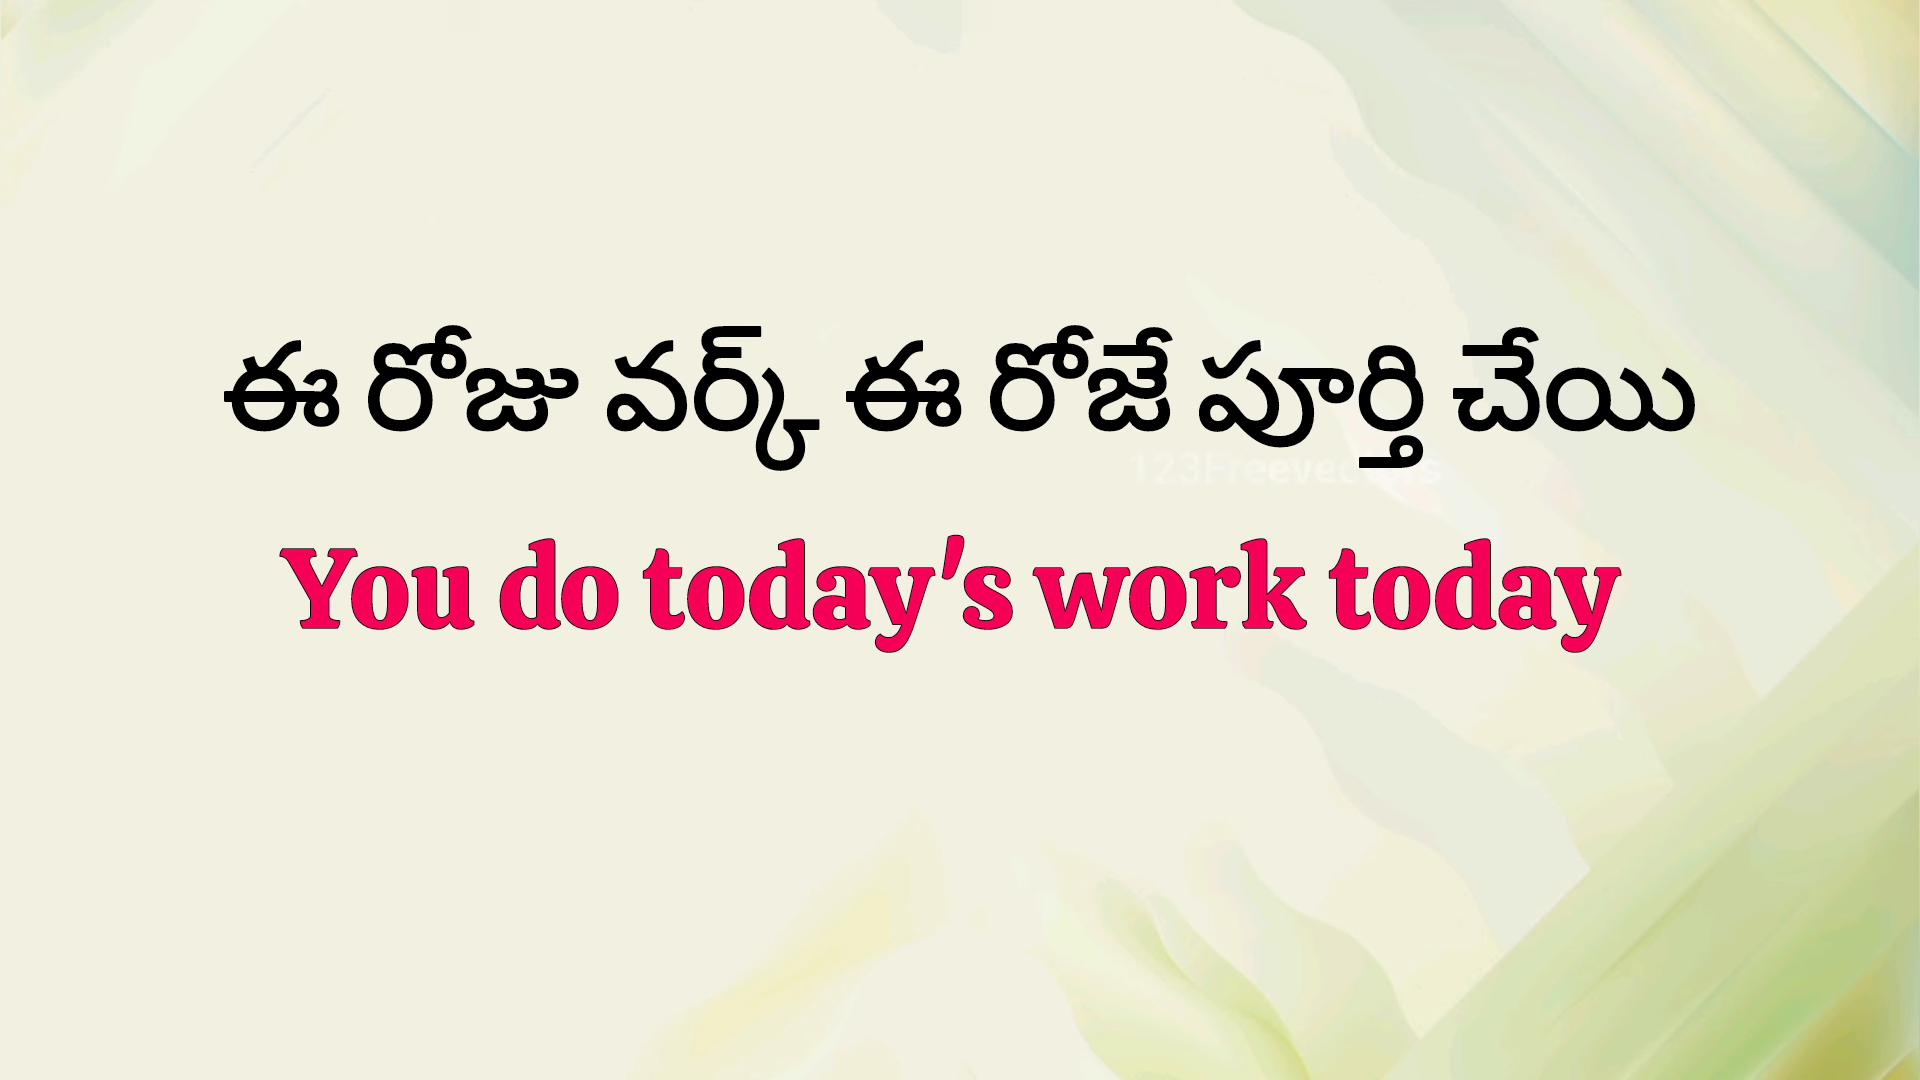 ఈ రోజు వర్క్ ఈ రోజే పూర్తి చేయి
123Freevectors
You do today's work today